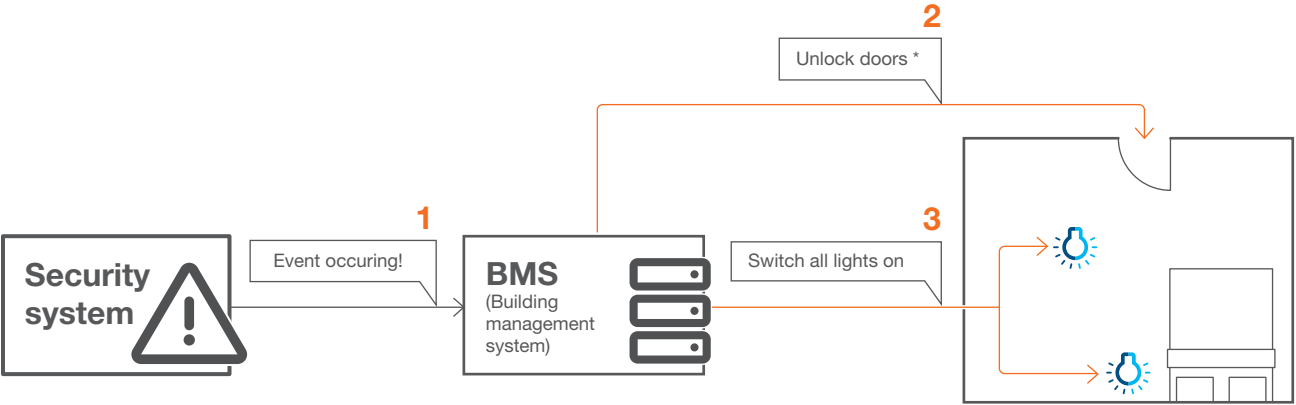 2
Unlock doors *
1
3
Security
system
Event occuring!
BMS
(Building
management
system)
Switch all lights on